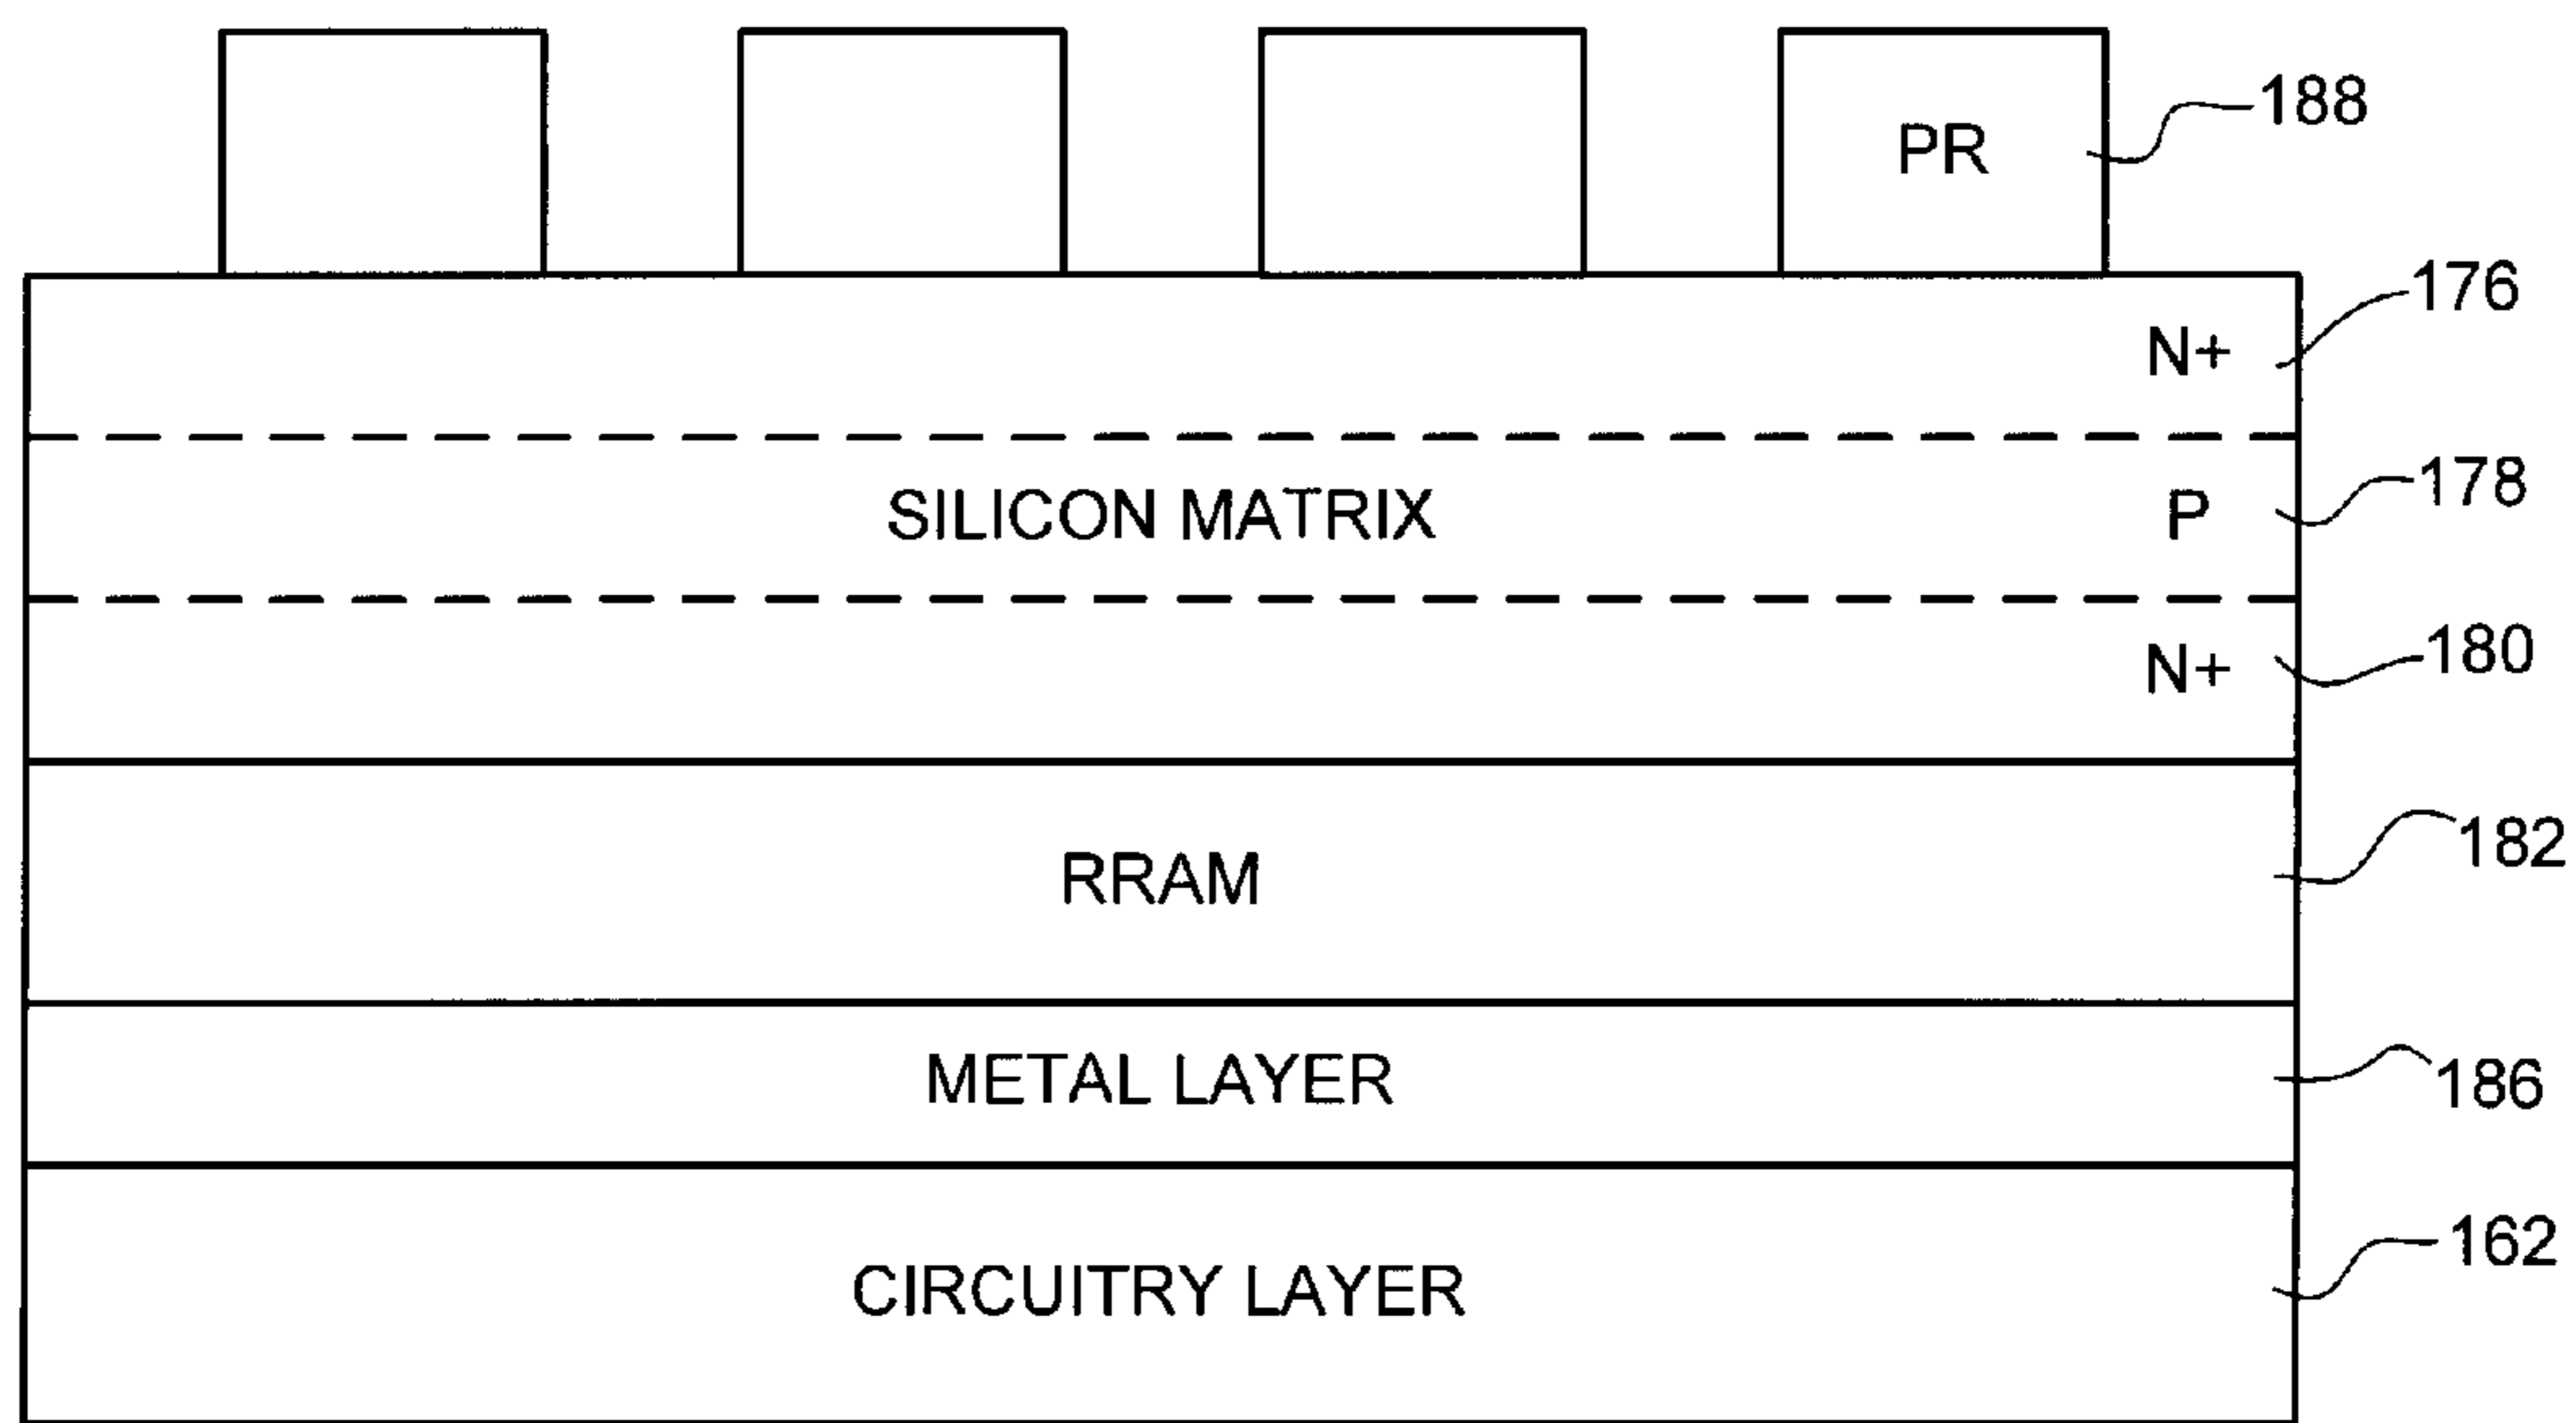 188
PR
176
N+
178
SILICON MATRIX P
180
N+
182
RRAM
186
METAL LAYER
162
CIRCUITRY LAYER